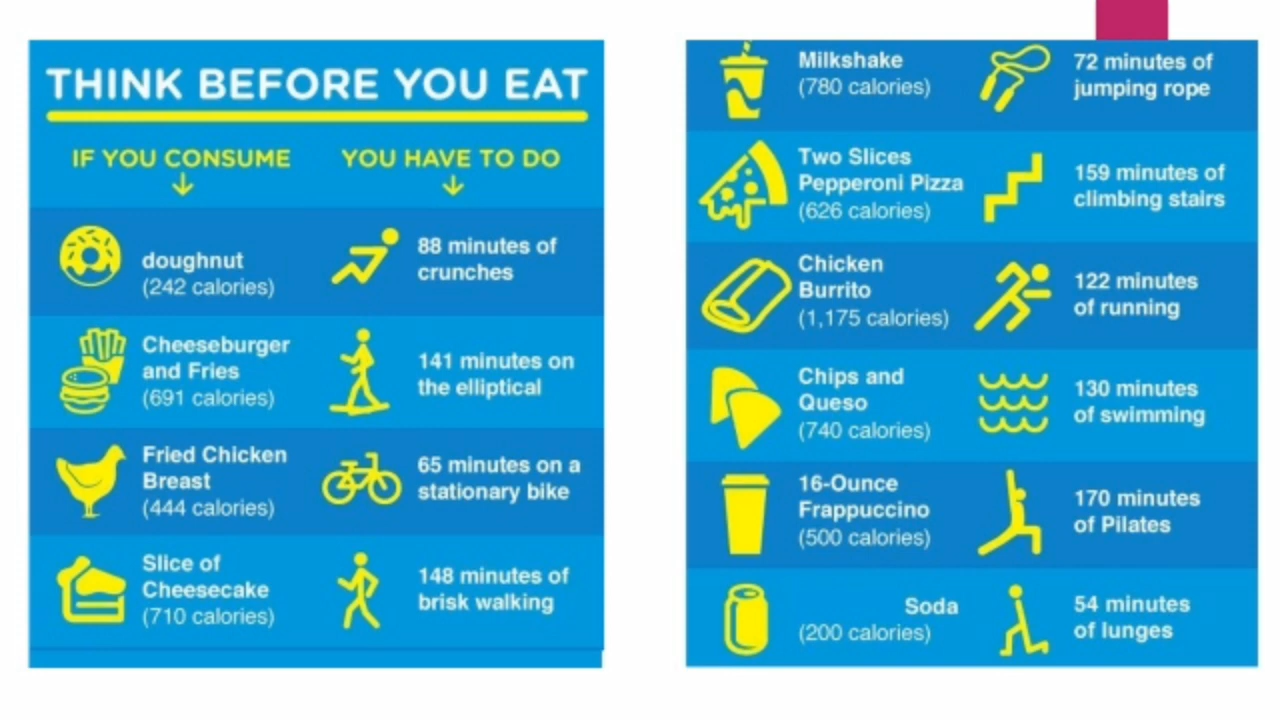 THINK BEFORE YOU EAT
IF YOU CONSUME
YOU HAVE TO DO
doughnut
(242 calories)
88 minutes of
crunches
Cheeseburger
and Fries
(691 calories)
141 minutes on
the elliptical
Fried Chicken
Breast
(444 calories)
65 minutes on a
stationary bike
Slice of
Cheesecake
(710 calories)
148 minutes of
brisk walking
Milkshake
(780 calories)
72 minutes of
jumping rope
Two Slices
Pepperoni Pizza
(626 calories)
159 minutes of
climbing stairs
Chicken
Burrito
(1,175 calories)
122 minutes
of running
Chips and
Queso
(740 calories)
130 minutes
of swimming
16-Ounce
Frappuccino
(500 calories)
170 minutes
of Pilates
Soda
(200 calories)
54 minutes
of lunges